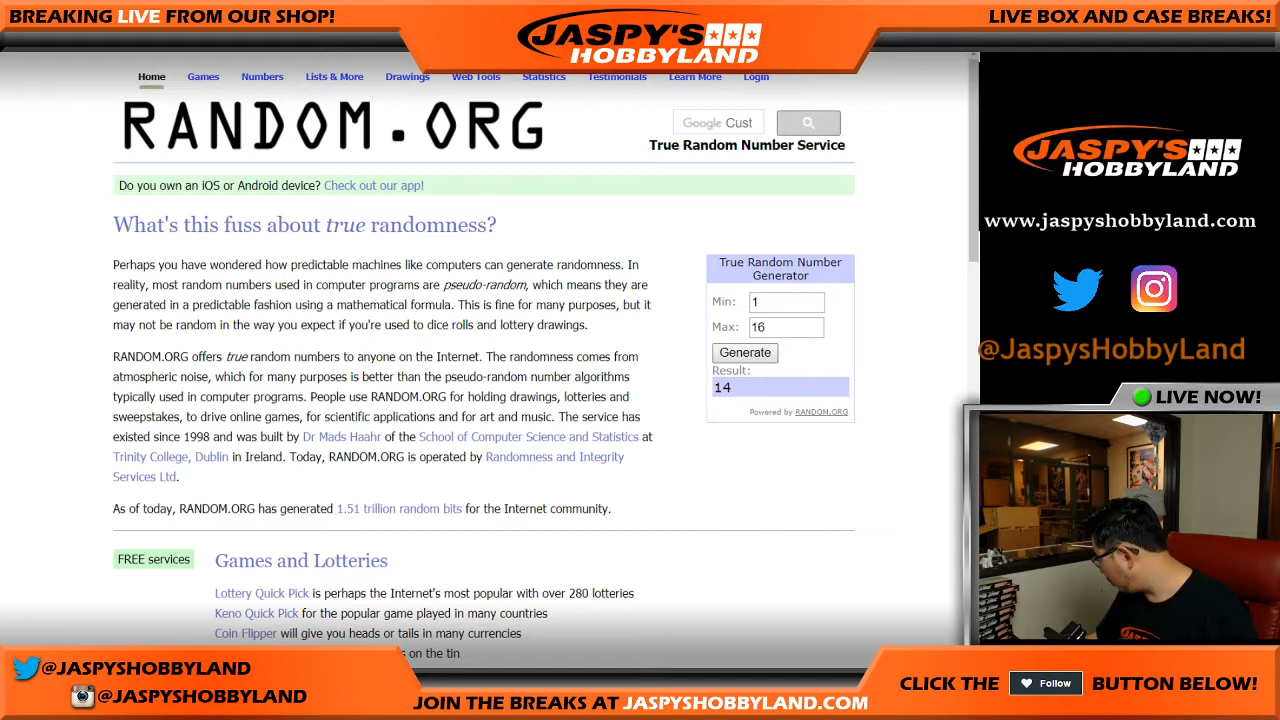 BREAKING LIVE FROM OUR SHOP!
JASPY'S
HOBBYLAND
LIVE BOX AND CASE BREAKS!
Home Games Numbers Lists & More Drawings Web Tools Statistics Testimonials Learn More Login
RANDOM.ORG
Google Cust
True Random Number Service
Do you own an iOS or Android device? Check out our app!
What's this fuss about true randomness?
Perhaps you have wondered how predictable machines like computers can generate randomness. In
reality, most random numbers used in computer programs are pseudo-random, which means they are
generated in a predictable fashion using a mathematical formula. This is fine for many purposes, but it
may not be random in the way you expect if you're used to dice rolls and lottery drawings.
RANDOM.ORG offers true random numbers to anyone on the Internet. The randomness comes from
atmospheric noise, which for many purposes is better than the pseudo-random number algorithms
typically used in computer programs. People use RANDOM.ORG for holding drawings, lotteries and
sweepstakes, to drive online games, for scientific applications and for art and music. The service has
existed since 1998 and was built by Dr Mads Haahr of the School of Computer Science and Statistics at
Trinity College, Dublin in Ireland. Today, RANDOM.ORG is operated by Randomness and Integrity
Services Ltd.
As of today, RANDOM.ORG has generated 1.51 trillion random bits for the Internet community.
True Random Number
Generator
Min: 1
Max: 16
Generate
Result:
14
Powered by RANDOM.ORG
FREE services
Games and Lotteries
Lottery Quick Pick is perhaps the Internet's most popular with over 280 lotteries
Keno Quick Pick for the popular game played in many countries
Coin Flipper will give you heads or tails in many currencies
s on the tin
JASPY'S
HOBBYLAND
www.jaspyshobbyland.com
@JaspysHobbyLand
LIVE NOW!
@JASPYSHOBBYLAND
@JASPYSHOBBYLAND
JOIN THE BREAKS AT JASPYSHOBBYLAND.COM
CLICK THE Follow BUTTON BELOW!